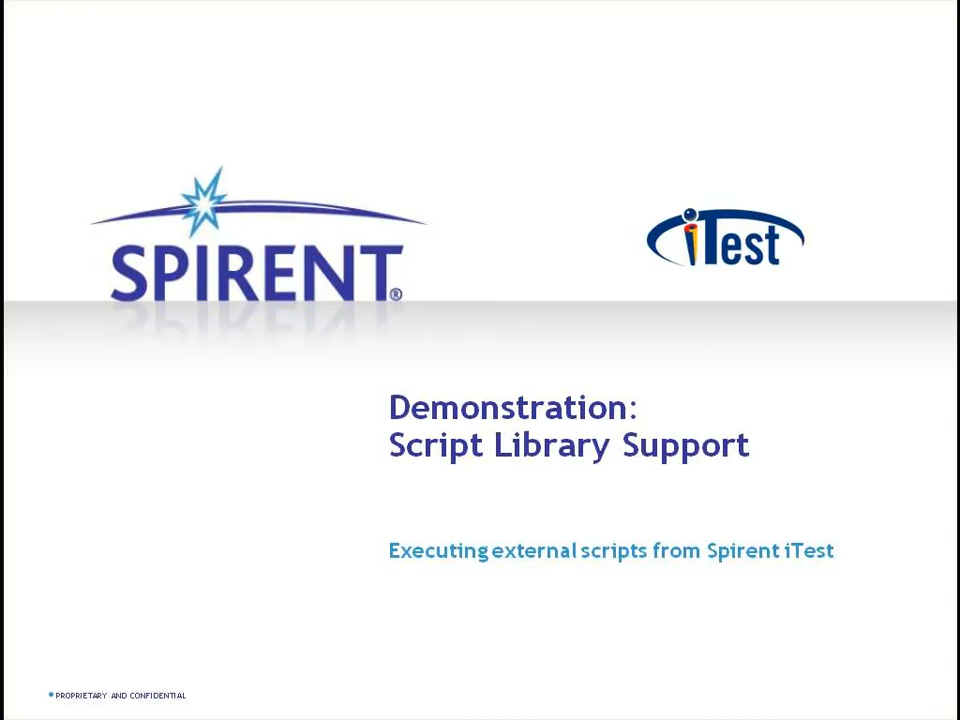 SPIRENT®
iTest
Demonstration:
Script Library Support
Executing external scripts from Spirent iTest
PROPRIETARY AND CONFIDENTIAL